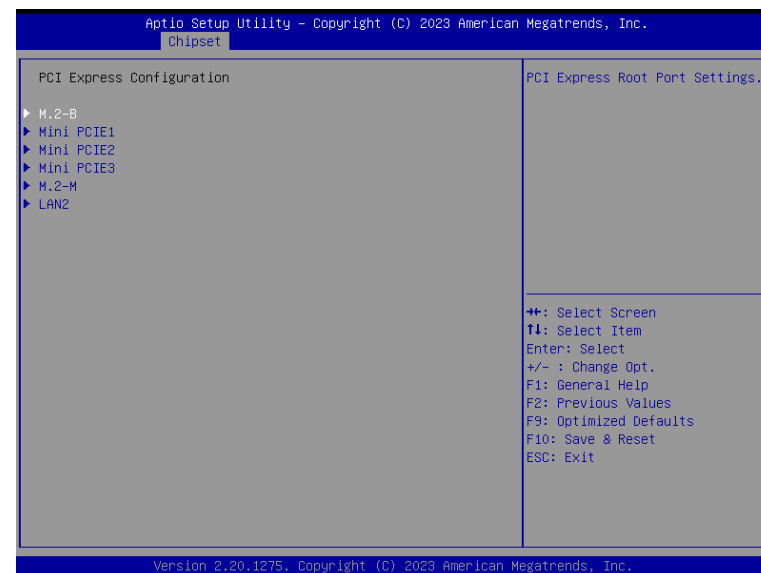 Aptio Setup Utility – Copyright (C) 2023 American Megatrends, Inc.
Chipset
PCI Express Configuration
M.2-B
Mini PCIE1
Mini PCIE2
Mini PCIE3
M.2-M
LAN2
PCI Express Root Port Settings.
→←: Select Screen
↑↓: Select Item
Enter: Select
+/- : Change Opt.
F1: General Help
F2: Previous Values
F9: Optimized Defaults
F10: Save & Reset
ESC: Exit
Version 2.20.1275. Copyright (C) 2023 American Megatrends, Inc.